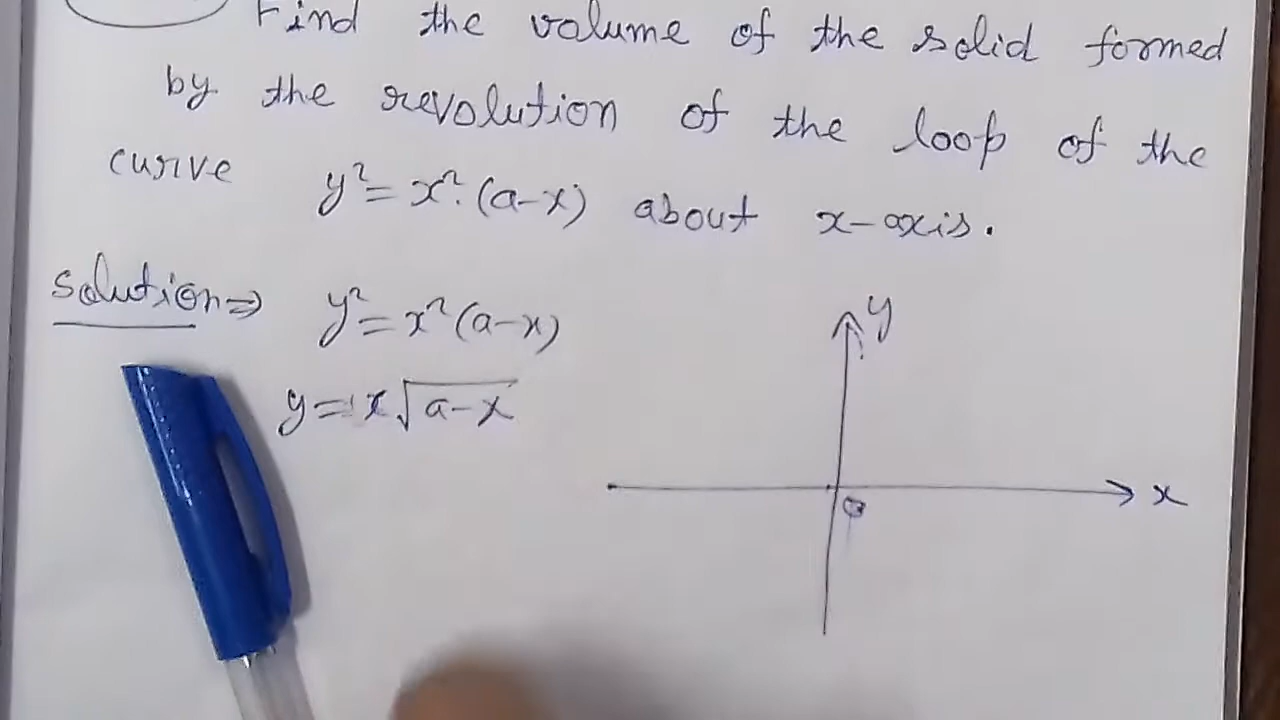 Find the volume of the solid formed
by the revolution of the loop of the
curve y²= x².(a-x) about x-axis.
Solution⇒ y²= x²(a-x)
y= x√a-x
y
x
O